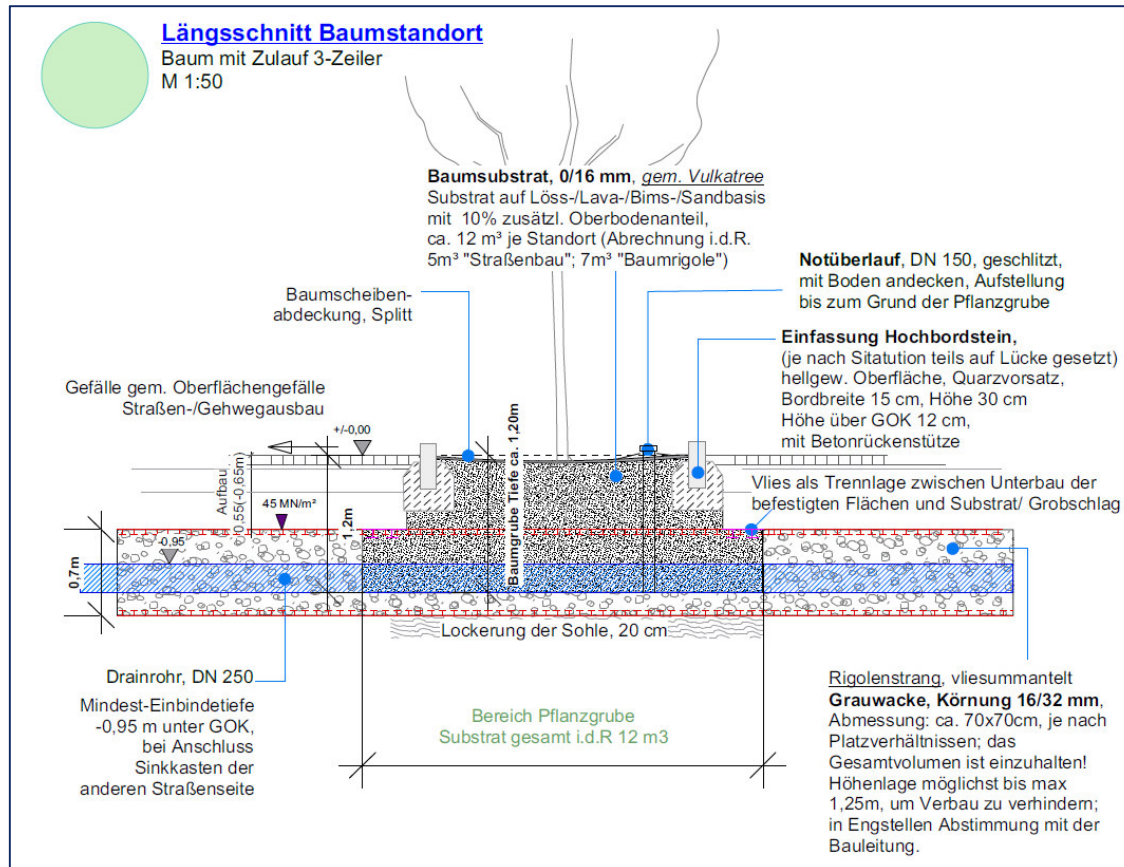 Längsschnitt Baumstandort
Baum mit Zulauf 3-Zeiler
M 1:50
Baumsubstrat, 0/16 mm, gem. Vulkatree
Substrat auf Löss-/Lava-/Bims-/Sandbasis
mit 10% zusätzl. Oberbodenanteil,
ca. 12 m³ je Standort (Abrechnung i.d.R.
5m³ "Straßenbau"; 7m³ "Baumrigole")
Notüberlauf, DN 150, geschlitzt,
mit Boden andecken, Aufstellung
bis zum Grund der Pflanzgrube
Baumscheiben-
abdeckung, Splitt
Einfassung Hochbordstein,
(je nach Sitatution teils auf Lücke gesetzt)
hellgew. Oberfläche, Quarzvorsatz,
Bordbreite 15 cm, Höhe 30 cm
Höhe über GOK 12 cm,
mit Betonrückenstütze
Gefälle gem. Oberflächengefälle
Straßen-/Gehwegausbau
+/-0,00
Aufbau
0,55(-0,65m)
1,2m
Baumgrube Tiefe ca. 1,20m
Vlies als Trennlage zwischen Unterbau der
befestigten Flächen und Substrat/ Grobschlag
45 MN/m²
-0,95
0,7m
Lockerung der Sohle, 20 cm
Drainrohr, DN 250
Mindest-Einbindetiefe
-0,95 m unter GOK,
bei Anschluss
Sinkkasten der
anderen Straßenseite
Bereich Pflanzgrube
Substrat gesamt i.d.R 12 m3
Rigolenstrang, vliesummantelt
Grauwacke, Körnung 16/32 mm,
Abmessung: ca. 70x70cm, je nach
Platzverhältnissen; das
Gesamtvolumen ist einzuhalten!
Höhenlage möglichst bis max
1,25m, um Verbau zu verhindern;
in Engstellen Abstimmung mit der
Bauleitung.